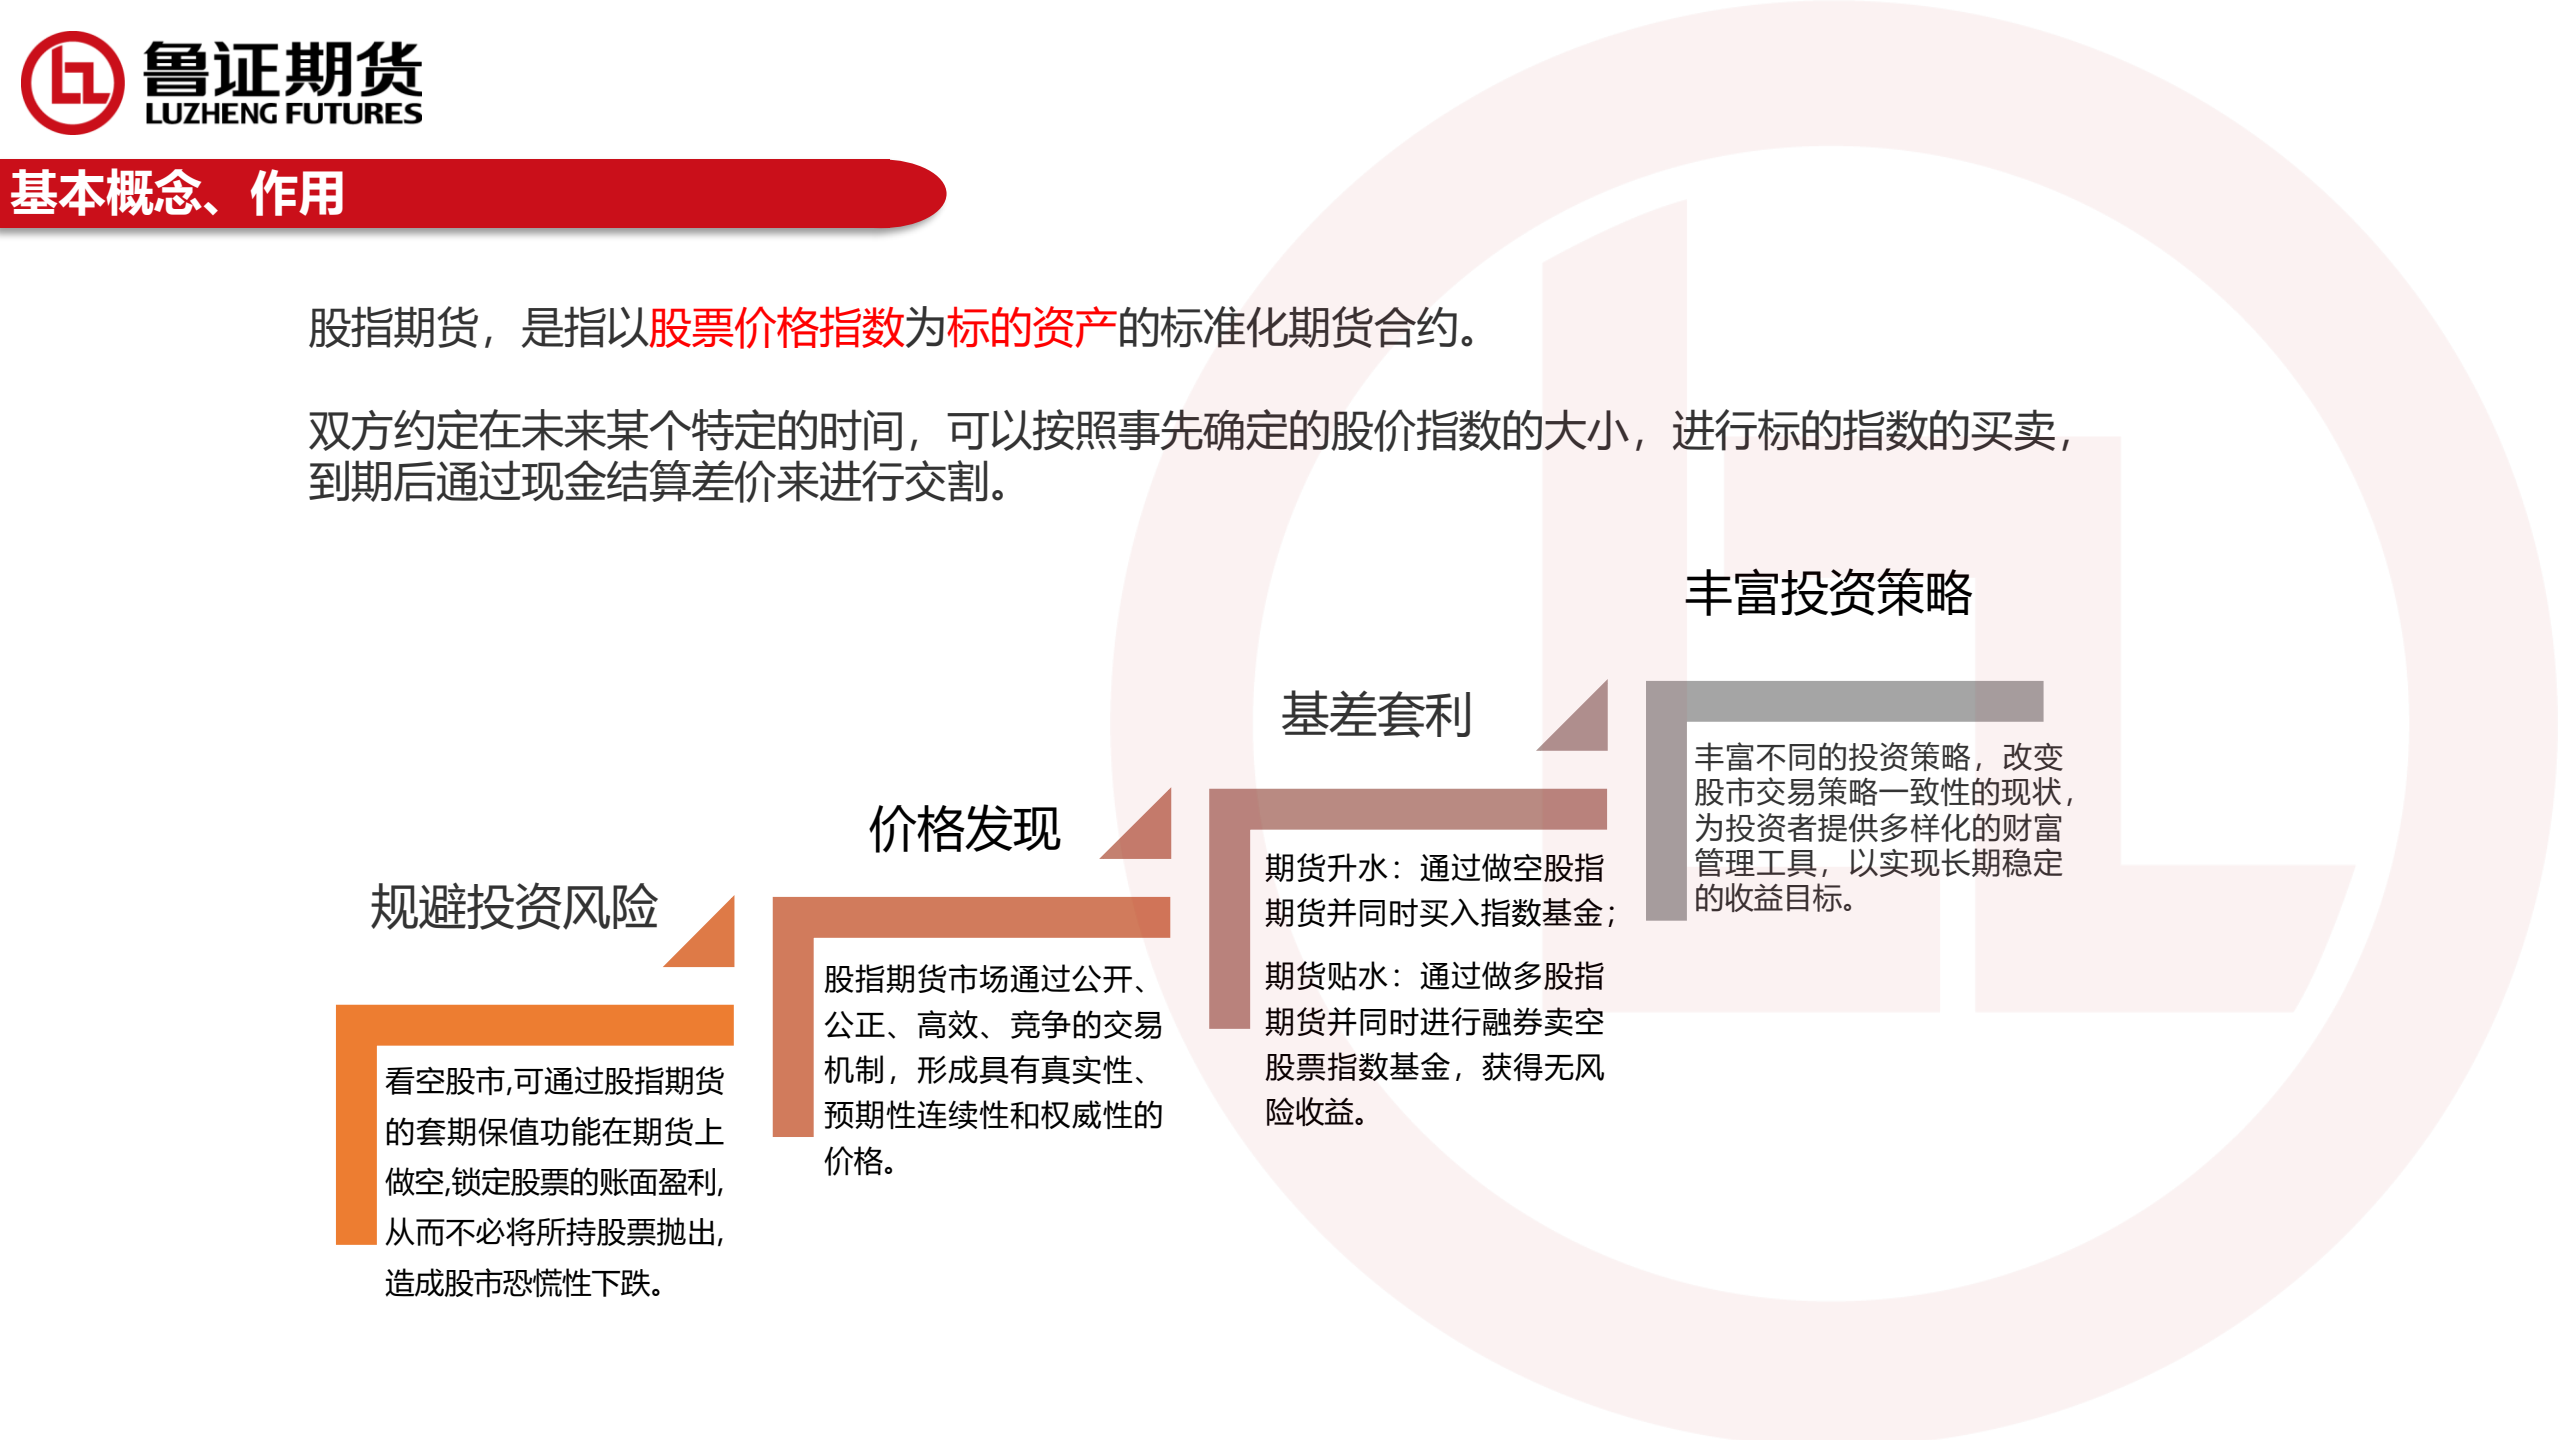 鲁证期货
LUZHENG FUTURES
基本概念、作用
股指期货，是指以股票价格指数为标的资产的标准化期货合约。
双方约定在未来某个特定的时间，可以按照事先确定的股价指数的大小，进行标的指数的买卖，
到期后通过现金结算差价来进行交割。
规避投资风险
看空股市,可通过股指期货
的套期保值功能在期货上
做空,锁定股票的账面盈利,
从而不必将所持股票抛出,
造成股市恐慌性下跌。
价格发现
股指期货市场通过公开、
公正、高效、竞争的交易
机制，形成具有真实性、
预期性连续性和权威性的
价格。
基差套利
期货升水：通过做空股指
期货并同时买入指数基金；
期货贴水：通过做多股指
期货并同时进行融券卖空
股票指数基金，获得无风
险收益。
丰富投资策略
丰富不同的投资策略，改变
股市交易策略一致性的现状，
为投资者提供多样化的财富
管理工具，以实现长期稳定
的收益目标。